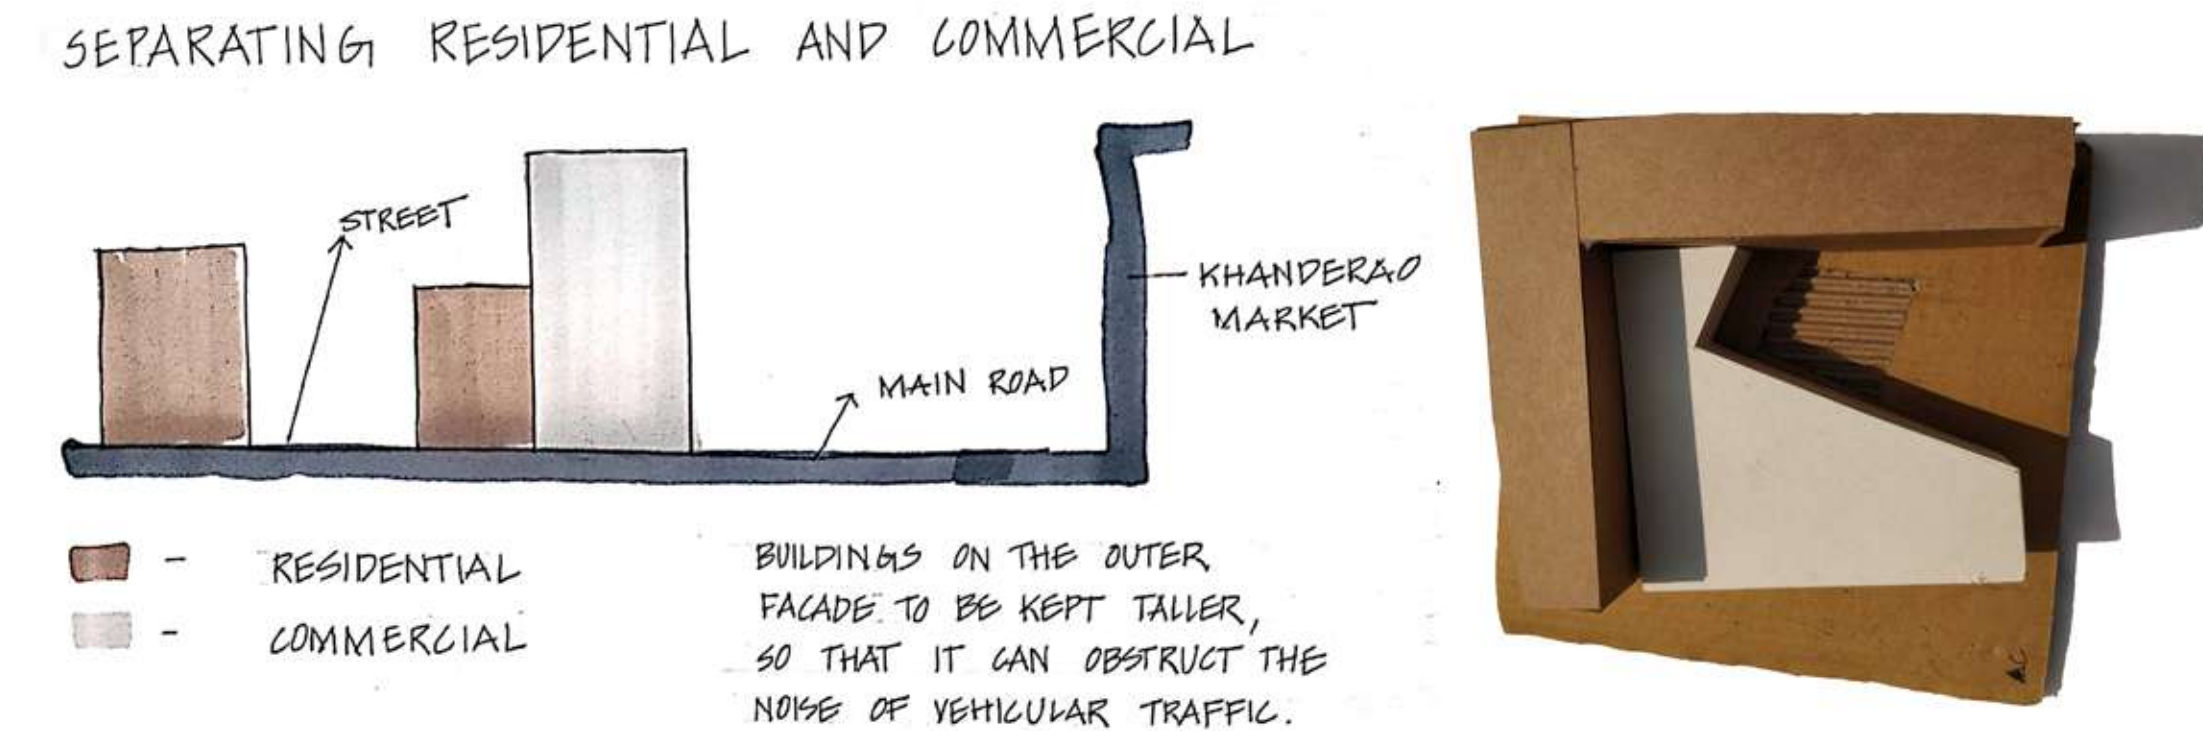 SEPARATING RESIDENTIAL AND COMMERCIAL
STREET
KHANDERAO
MARKET
MAIN ROAD
- RESIDENTIAL
- COMMERCIAL
BUILDINGS ON THE OUTER
FACADE TO BE KEPT TALLER,
SO THAT IT CAN OBSTRUCT THE
NOISE OF VEHICULAR TRAFFIC.